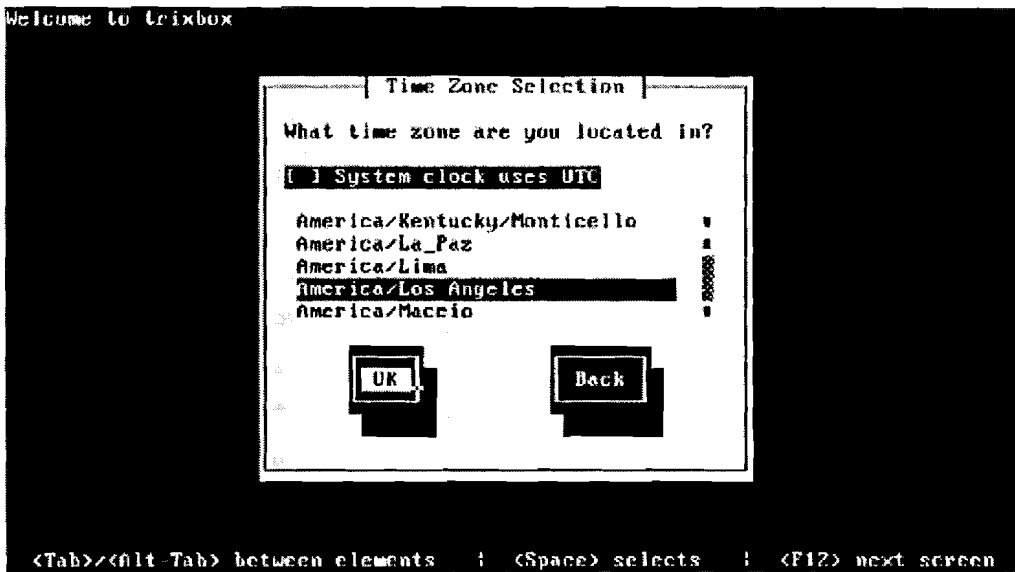 Welcome to trixbox
Time Zone Selection
What time zone are you located in?
[ ] System clock uses UTC
America/Kentucky/Monticello
America/La_Paz
America/Lima
America/Los Angeles
America/Maceio
OK Back
<Tab>/<Alt-Tab> between elements | <Space> selects | <F12> next screen